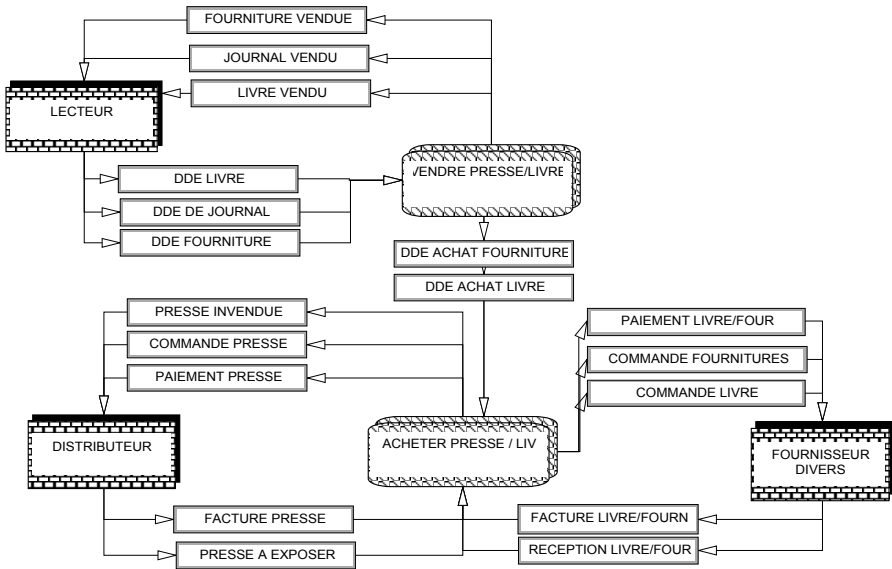 FOURNITURE VENDUE
JOURNAL VENDU
LIVRE VENDU
LECTEUR
DDE LIVRE
DDE DE JOURNAL
DDE FOURNITURE
VENDRE PRESSE/LIVRE
DDE ACHAT FOURNITURE
DDE ACHAT LIVRE
PRESSE INVENDUE
COMMANDE PRESSE
PAIEMENT PRESSE
PAIEMENT LIVRE/FOUR
COMMANDE FOURNITURES
COMMANDE LIVRE
DISTRIBUTEUR
ACHETER PRESSE / LIV
FOURNISSEUR
DIVERS
FACTURE PRESSE
FACTURE LIVRE/FOURN
PRESSE A EXPOSER
RECEPTION LIVRE/FOUR